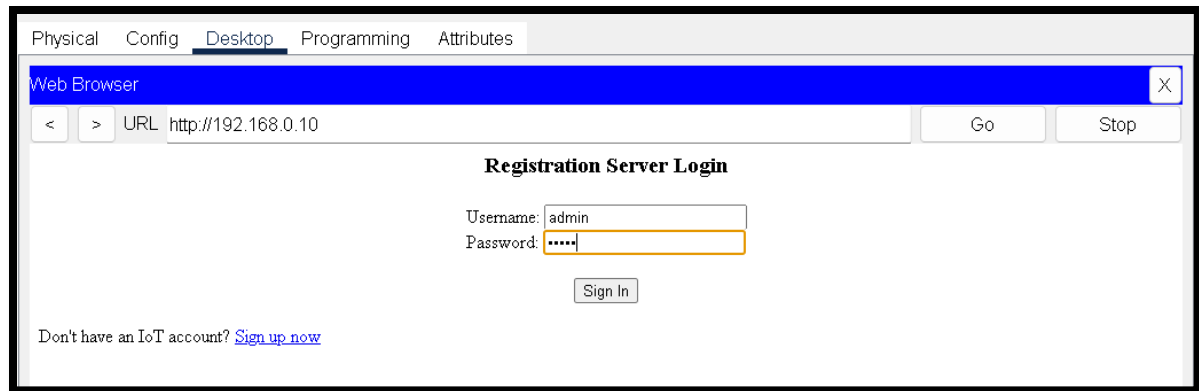 Physical Config Desktop Programming Attributes
Web Browser X
< > URL http://192.168.0.10 Go Stop
Registration Server Login
Username: admin
Password: •••••
Sign In
Don't have an IoT account? Sign up now